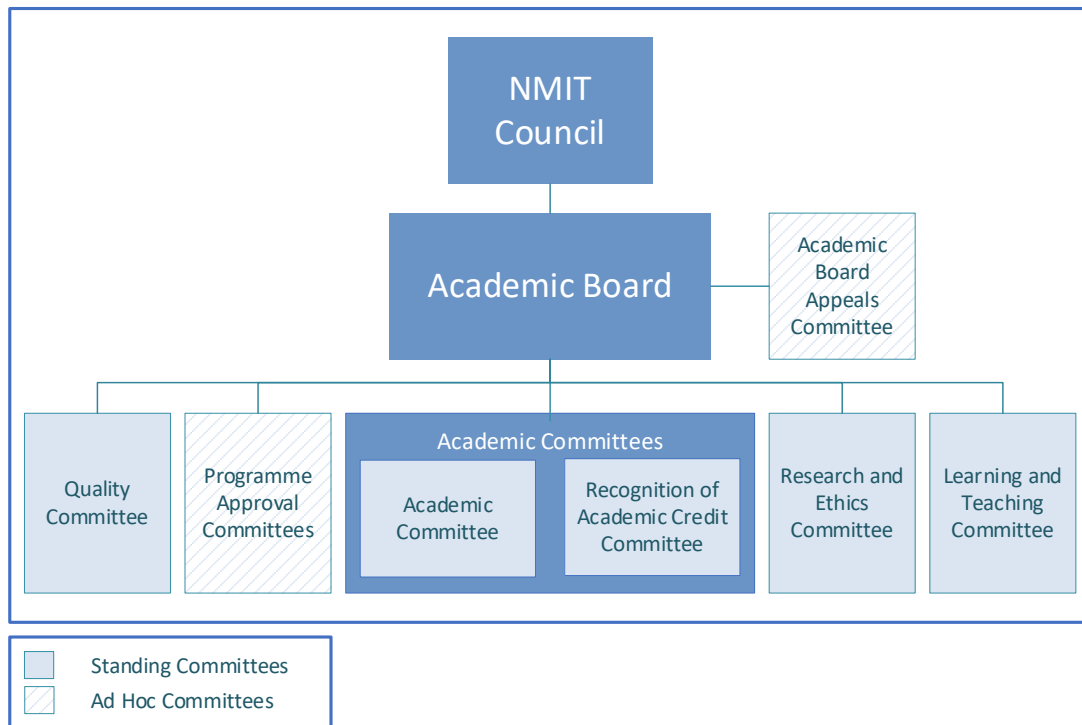 NMIT
Council
Academic Board
Academic
Board
Appeals
Committee
Quality
Committee
Programme
Approval
Committees
Academic Committees
Academic
Committee
Recognition of
Academic Credit
Committee
Research and
Ethics
Committee
Learning and
Teaching
Committee
Standing Committees
Ad Hoc Committees